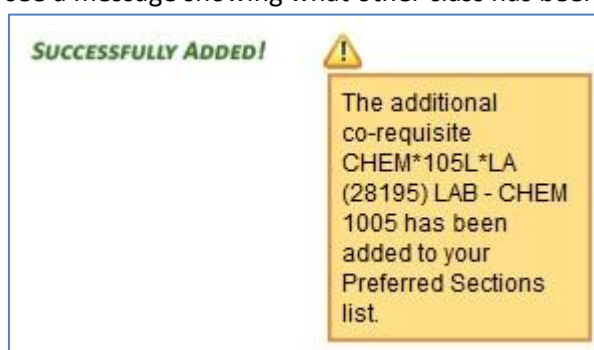 SUCCESSFULLY ADDED!
The additional
co-requisite
CHEM*105L*LA
(28195) LAB - CHEM
1005 has been
added to your
Preferred Sections
list.